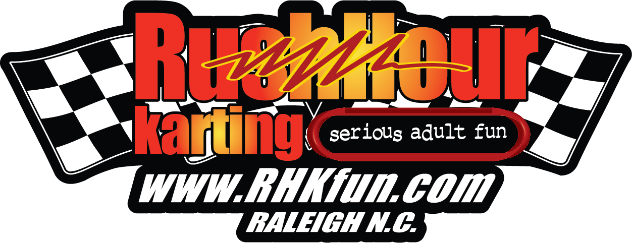 RushHour
karting
serious adult fun
www.RHKfun.com
RALEIGH N.C.